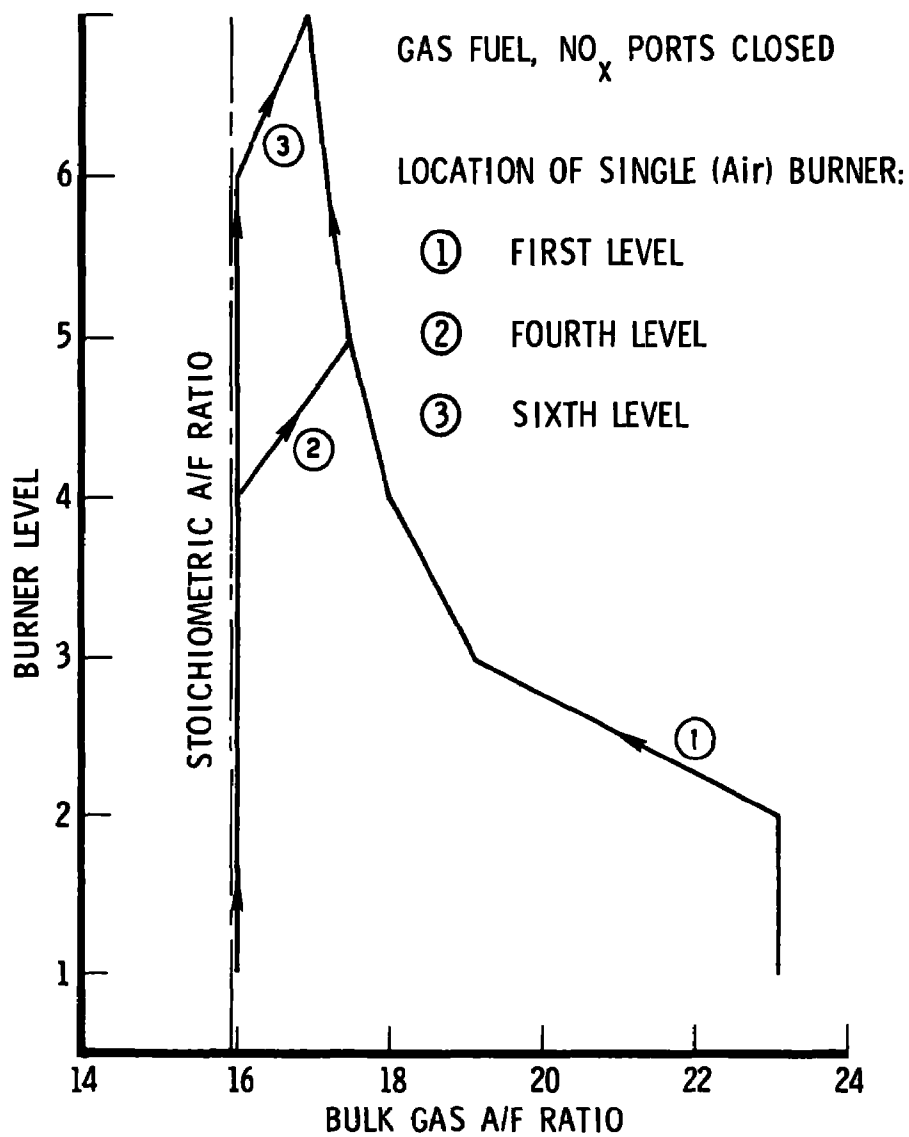 GAS FUEL, NOx PORTS CLOSED
LOCATION OF SINGLE (Air) BURNER:
① FIRST LEVEL
② FOURTH LEVEL
③ SIXTH LEVEL
③
②
①
STOICHIOMETRIC A/F RATIO
BURNER LEVEL
6
5
4
3
2
1
14 16 18 20 22 24
BULK GAS A/F RATIO